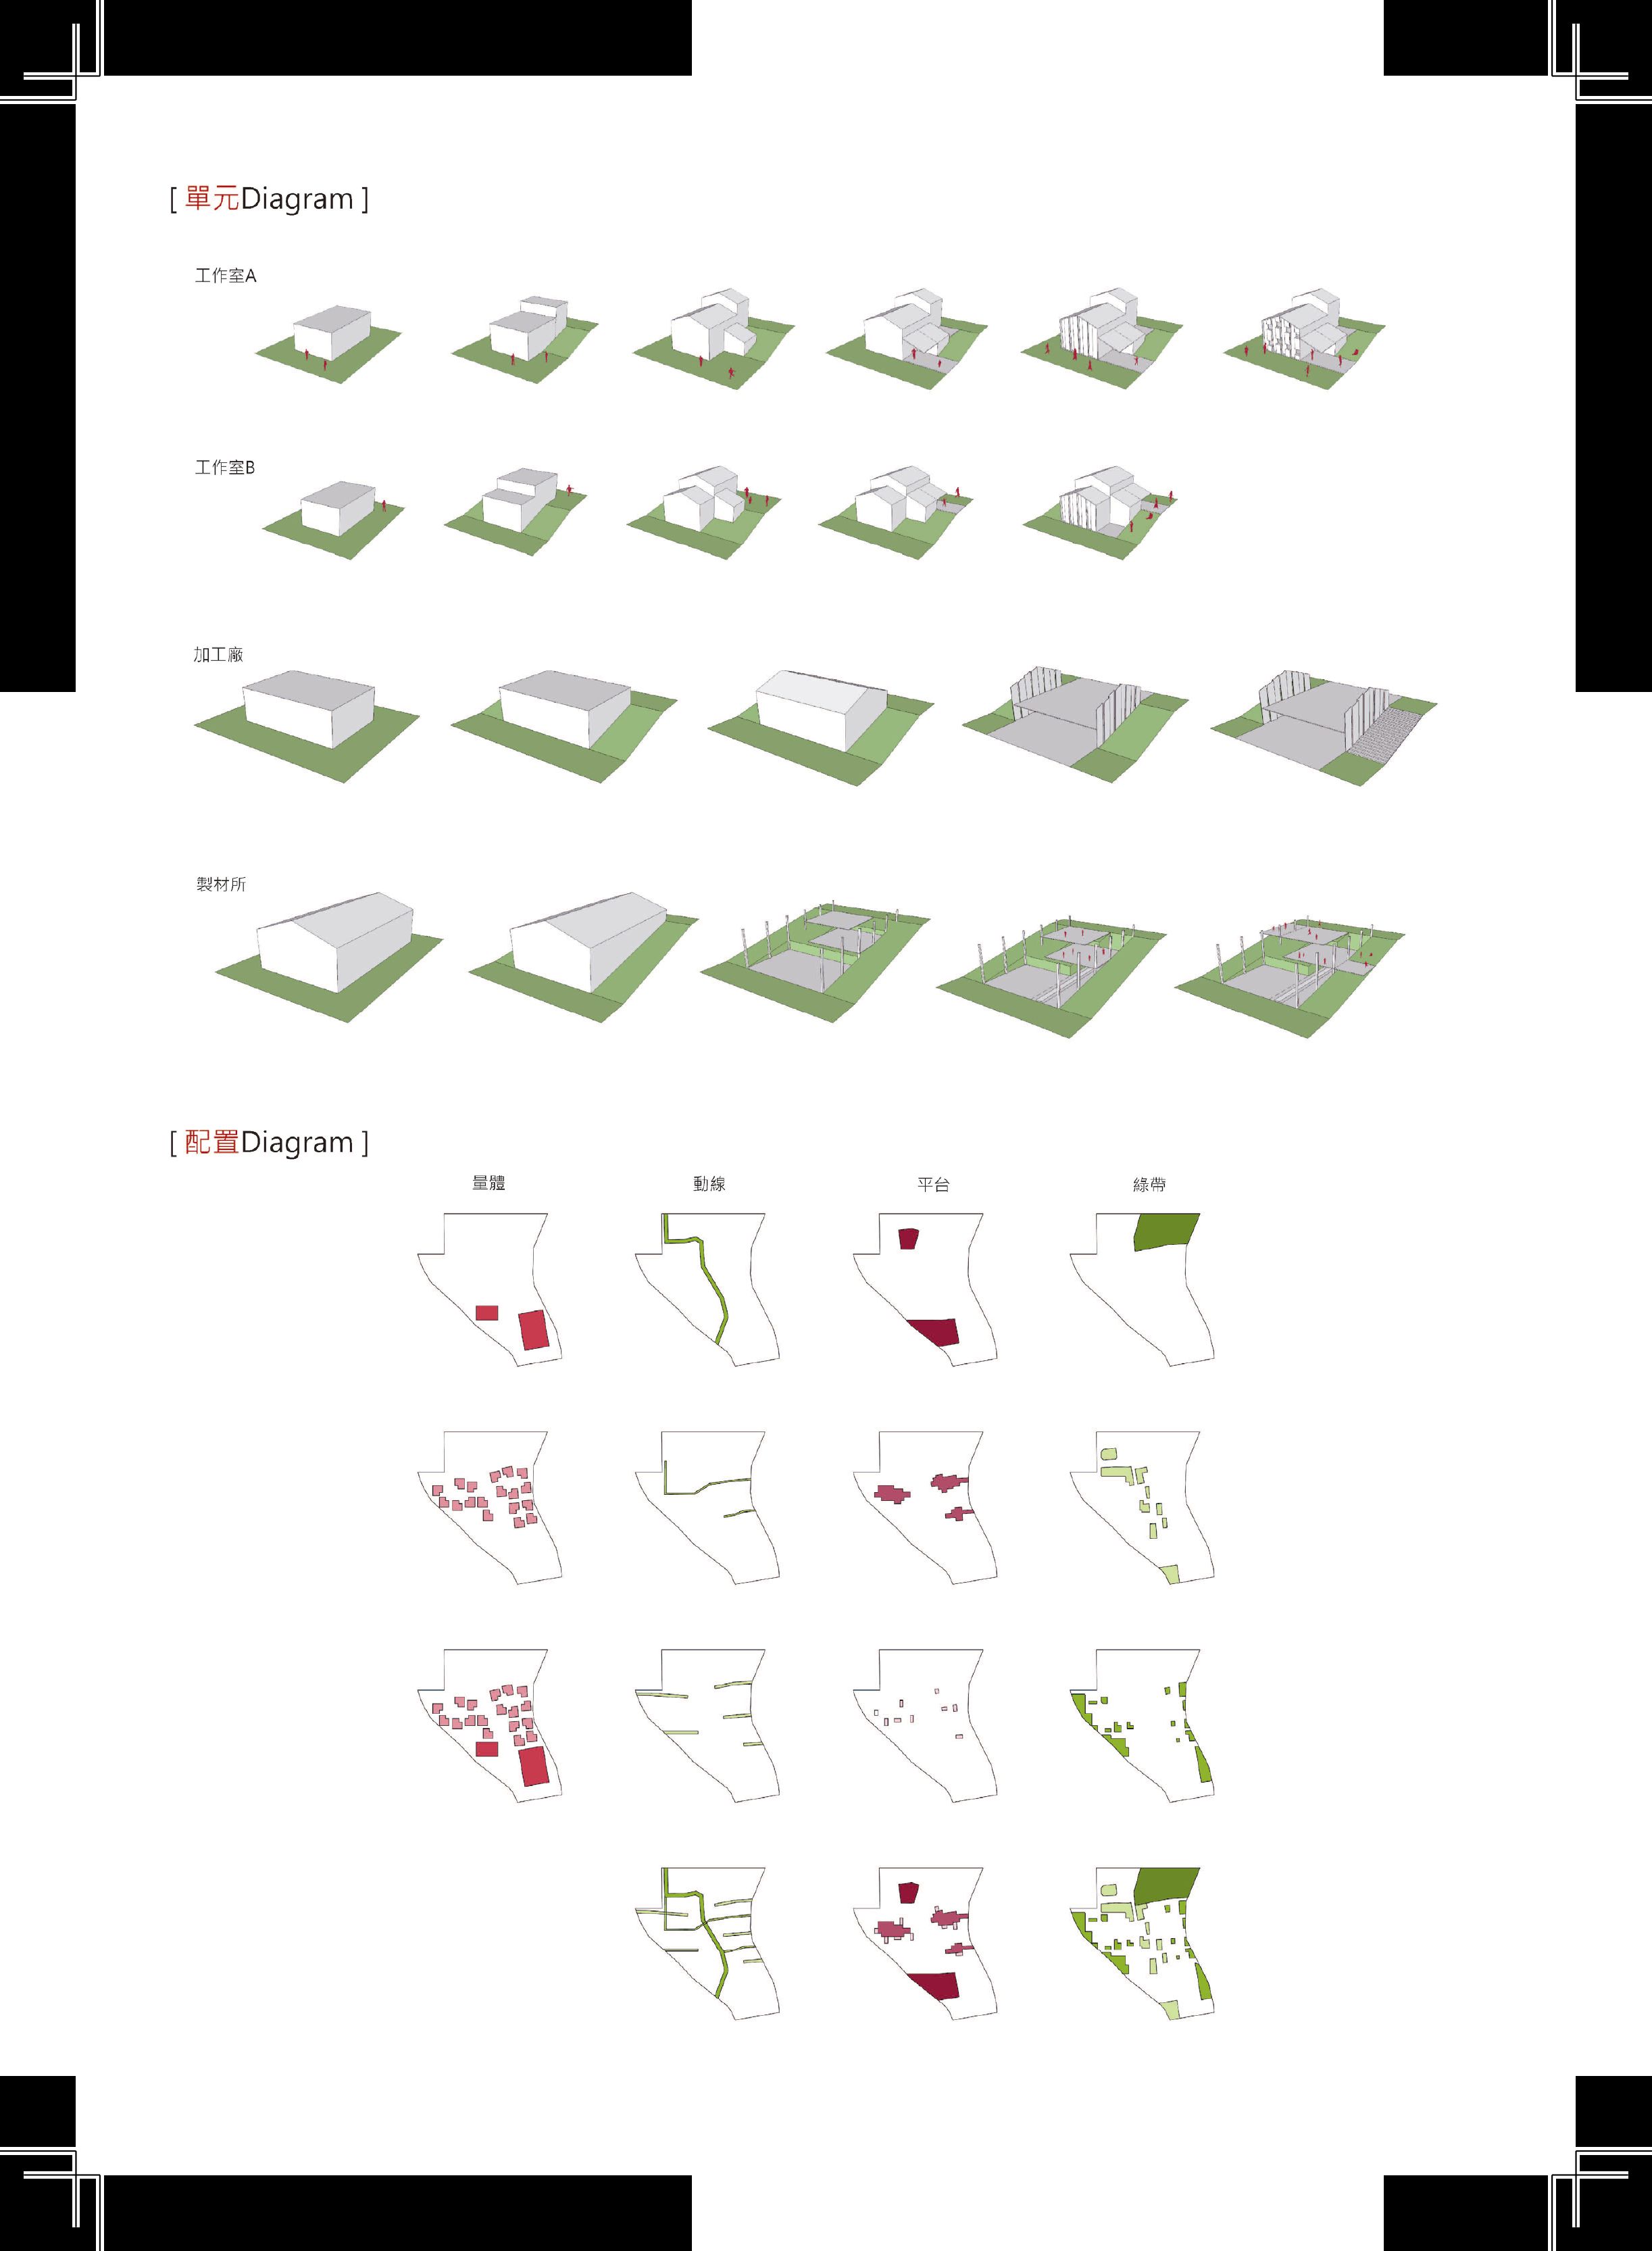 [ 單元Diagram ]
工作室A
工作室B
加工廠
製材所
[ 配置Diagram ]
量體 動線 平台 綠帶